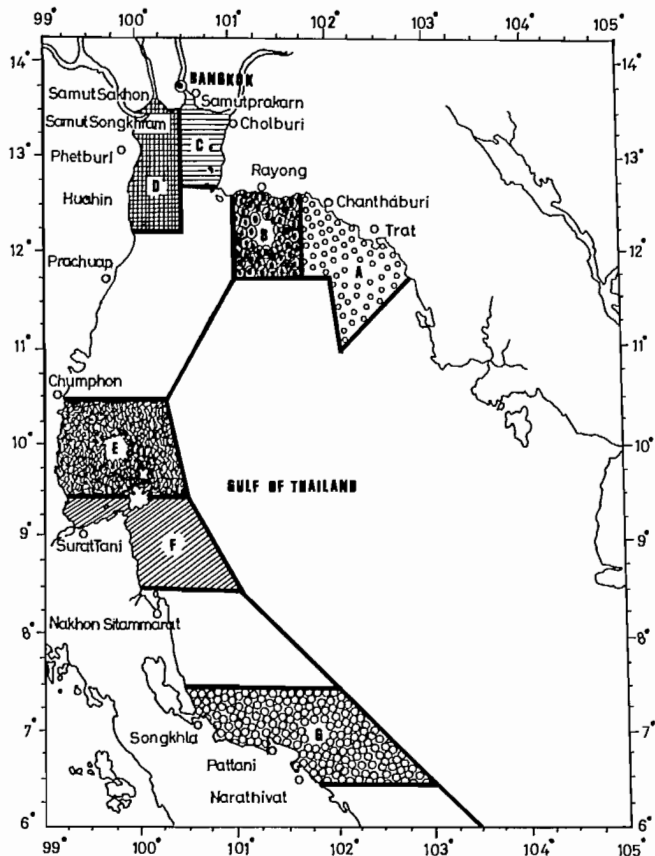 99° 100° 101° 102° 103° 104° 105°
14° 14°
BANGKOK
Samut Sakhon Samutprakarn
Samut Songkhram Cholburi
13° 13°
C
Phetburi
D
Rayong
Huahin Chanthaburi
B Trat
12° 12°
Prachuap A
11° 11°
Chumphon
10° 10°
E
GULF OF THAILAND
9° 9°
SuratTani F
8° 8°
Nakhon Sitammarat
7° 7°
Songkhla G
Pattani
Narathivat
6° 6°
99° 100° 101° 102° 103° 104° 105°